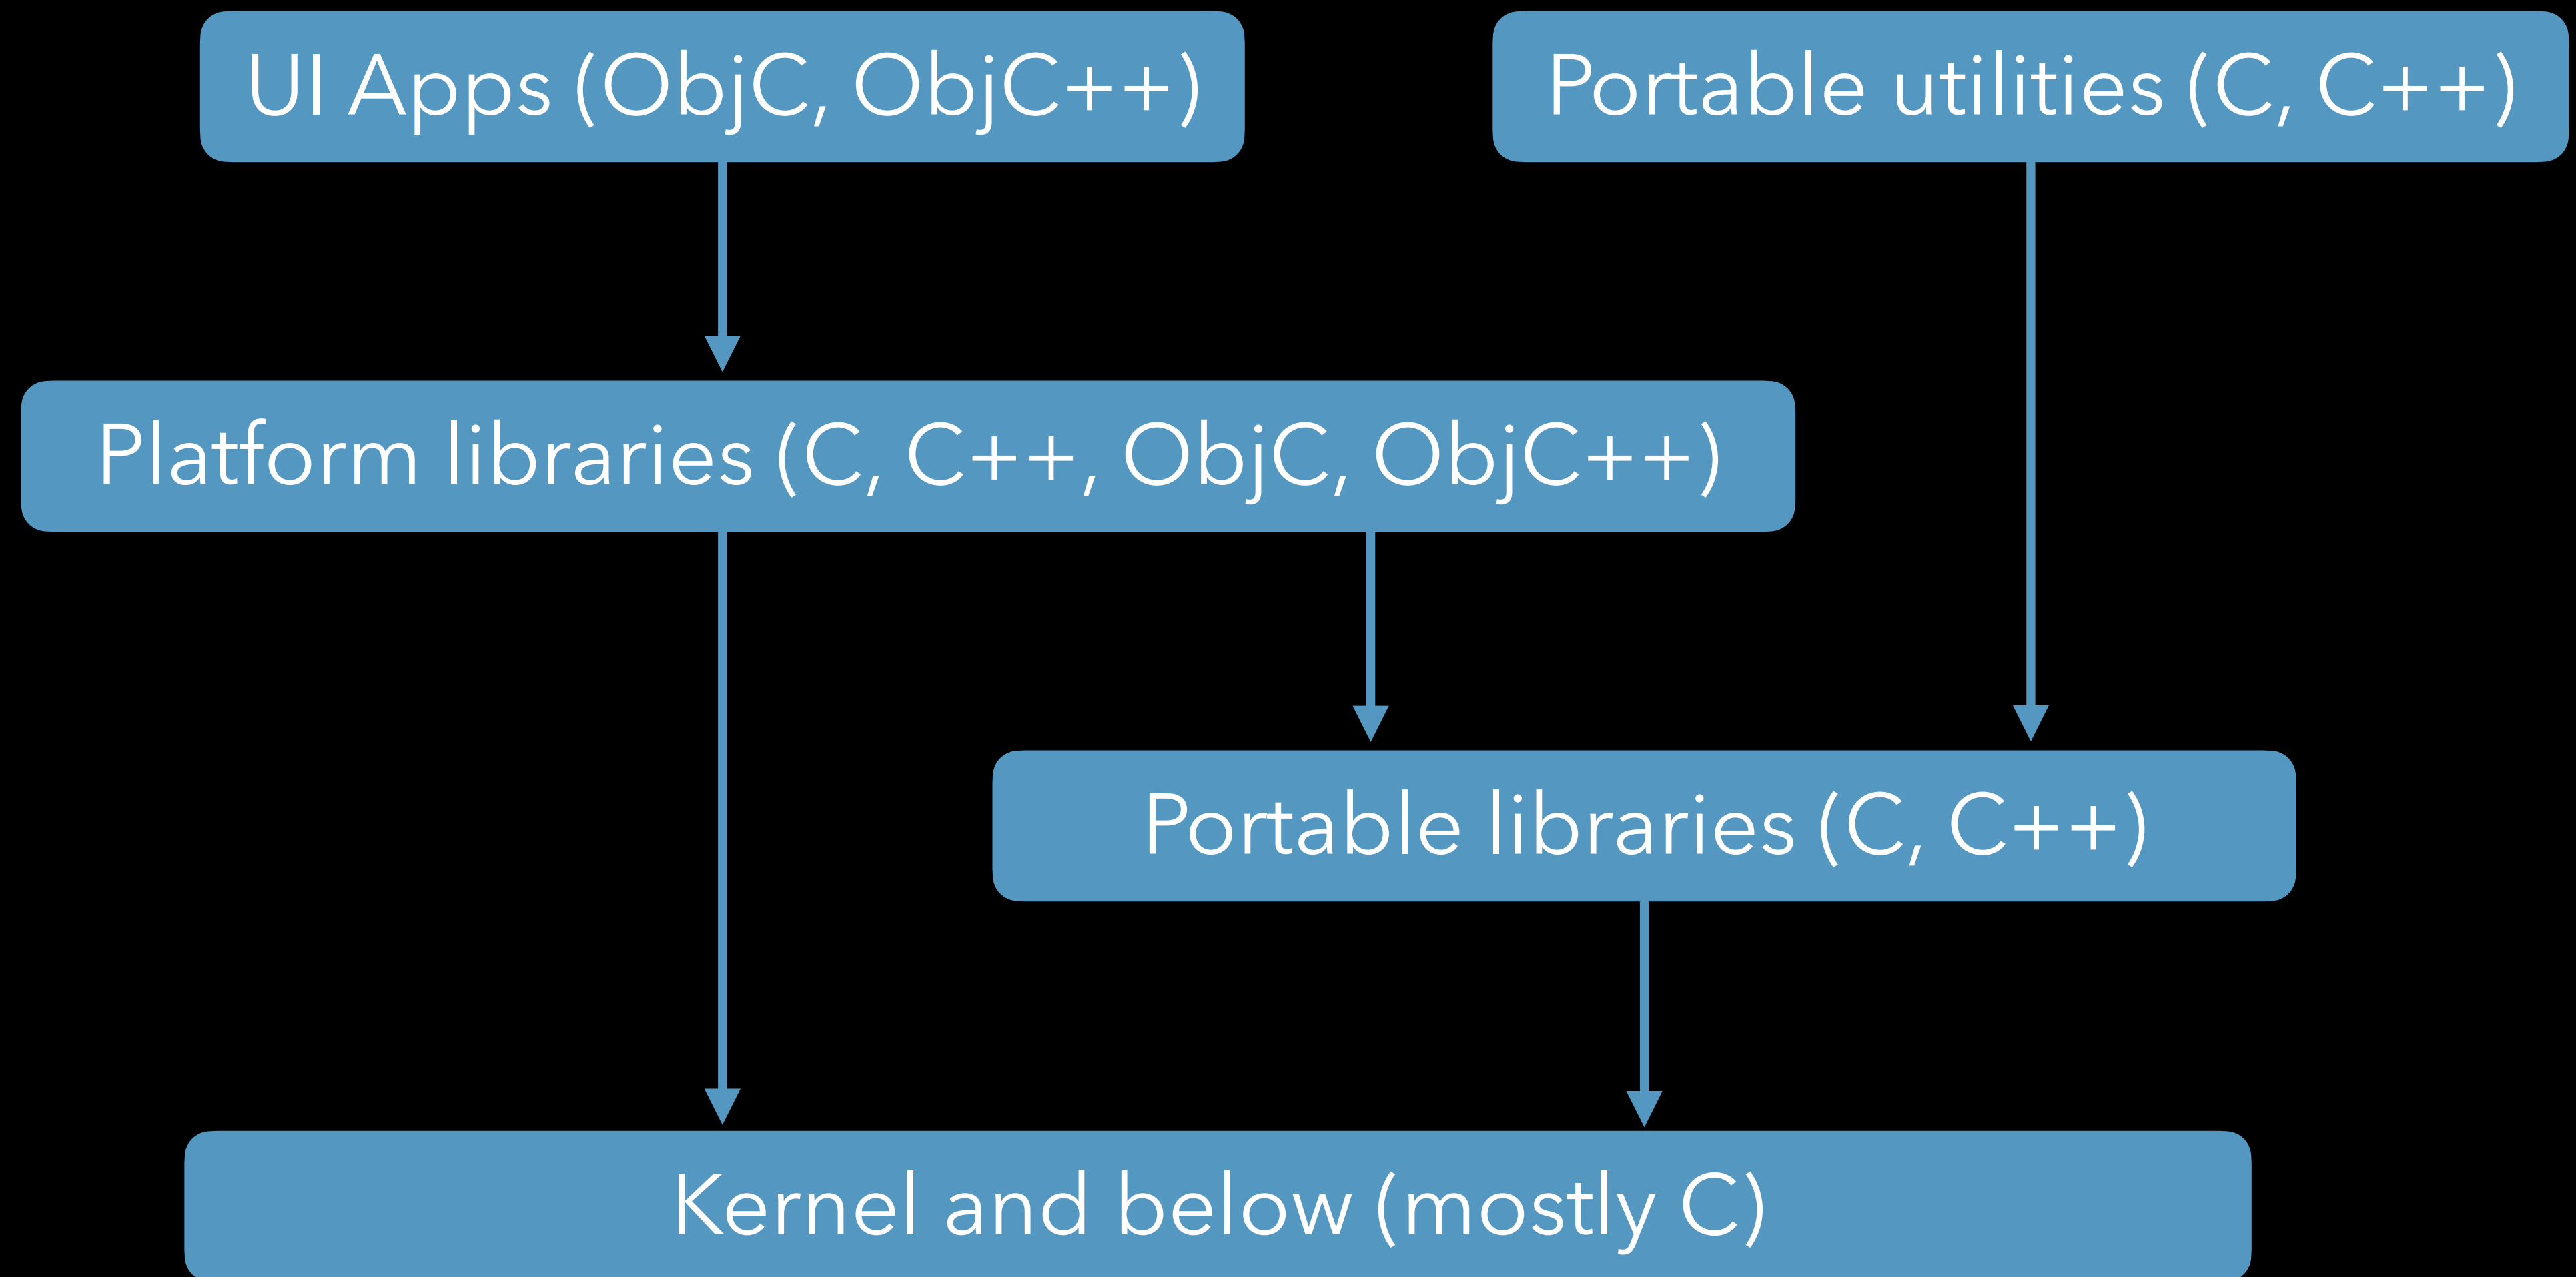 UI Apps (ObjC, ObjC++)
Portable utilities (C, C++)
Platform libraries (C, C++, ObjC, ObjC++)
Portable libraries (C, C++)
Kernel and below (mostly C)